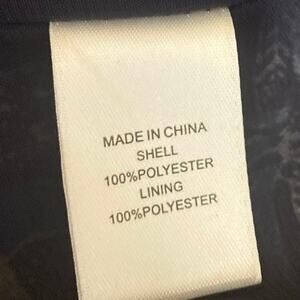 MADE IN CHINA
SHELL
100%POLYESTER
LINING
100%POLYESTER